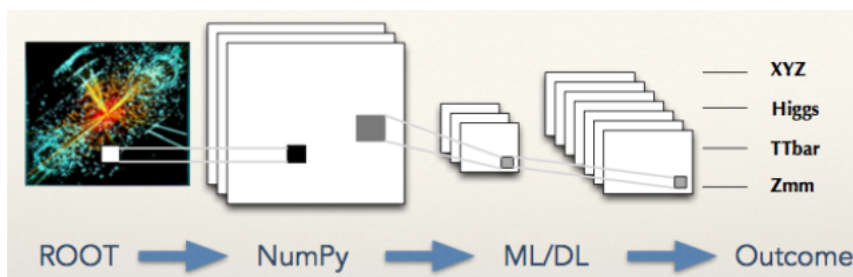 XYZ
Higgs
TTbar
Zmm
ROOT NumPy ML/DL Outcome